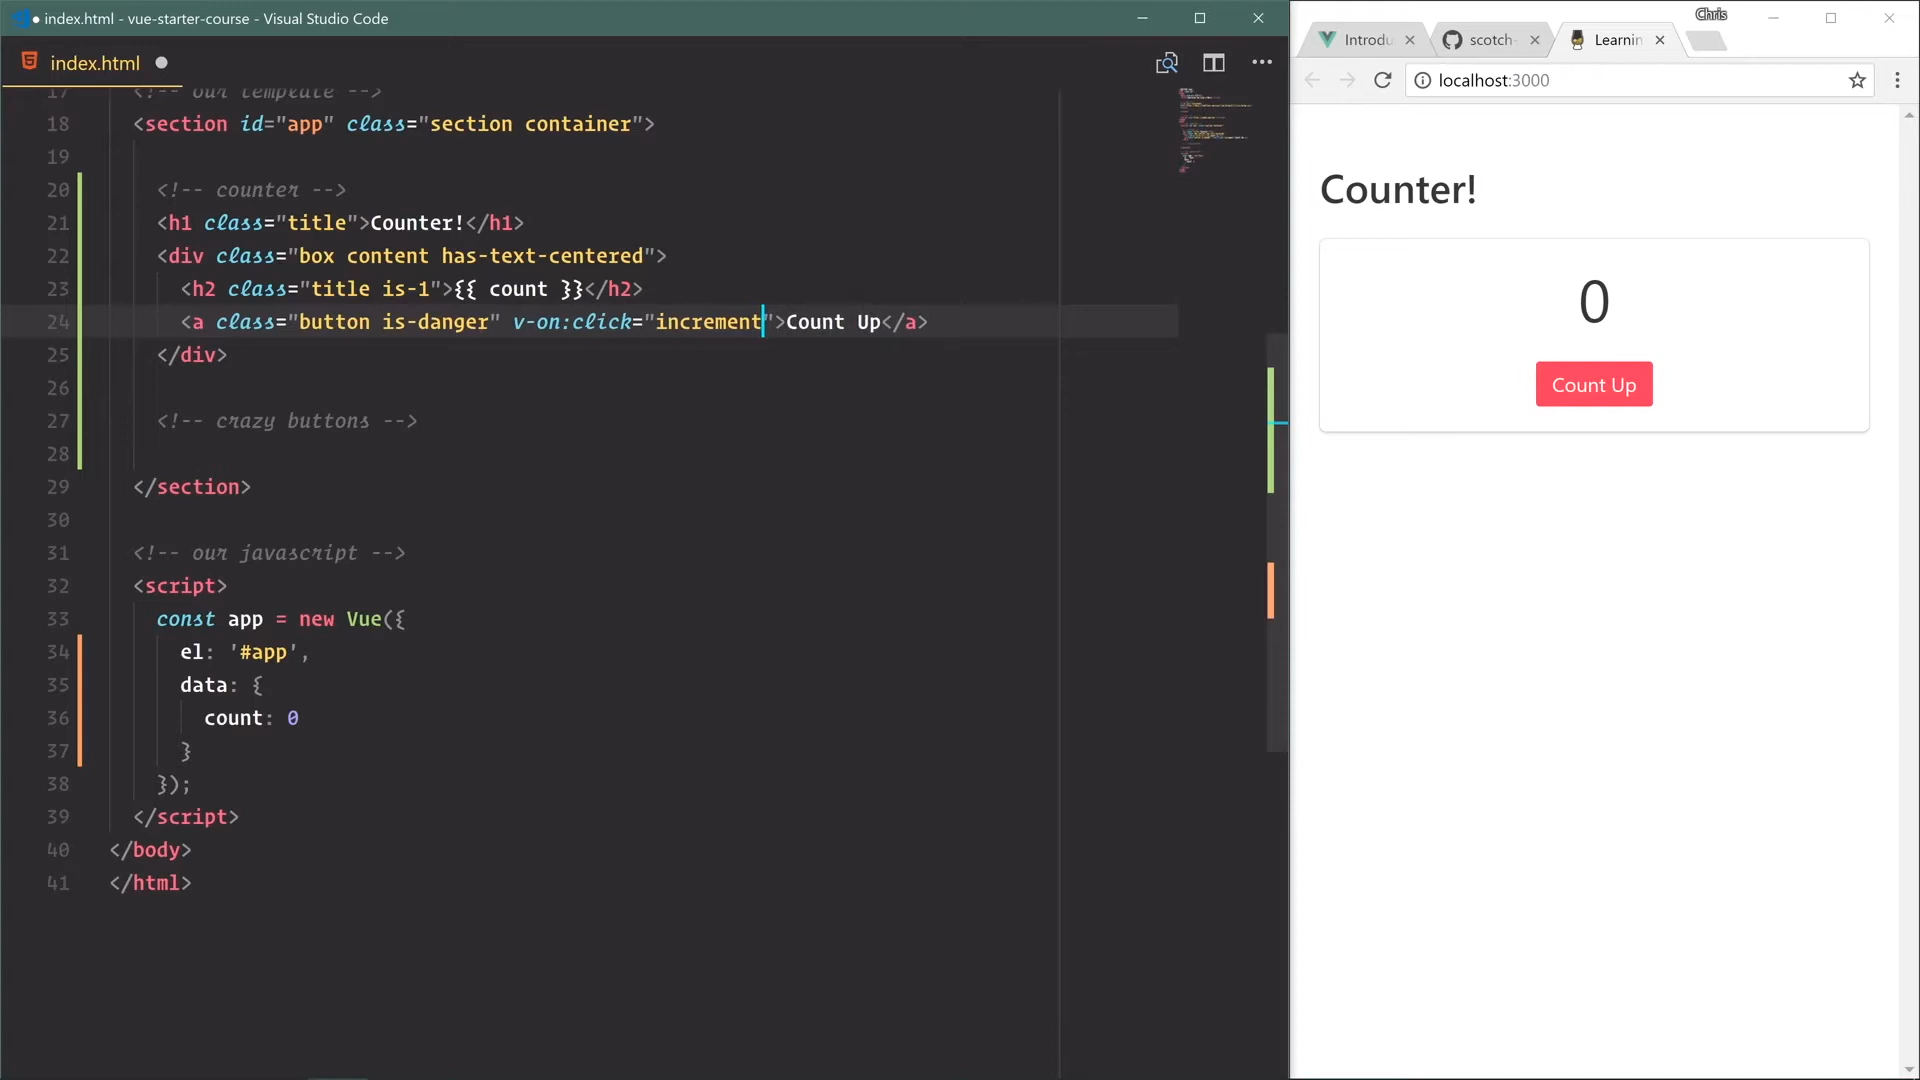 index.html - vue-starter-course - Visual Studio Code
index.html
17 <!-- our template -->
18 <section id="app" class="section container">
19
20 <!-- counter -->
21 <h1 class="title">Counter!</h1>
22 <div class="box content has-text-centered">
23 <h2 class="title is-1">{{ count }}</h2>
24 <a class="button is-danger" v-on:click="increment">Count Up</a>
25 </div>
26
27 <!-- crazy buttons -->
28
29 </section>
30
31 <!-- our javascript -->
32 <script>
33 const app = new Vue({
34 el: '#app',
35 data: {
36 count: 0
37 }
38 });
39 </script>
40 </body>
41 </html>
Chris
Introdu
scotch-
Learnin
localhost:3000
Counter!
0
Count Up